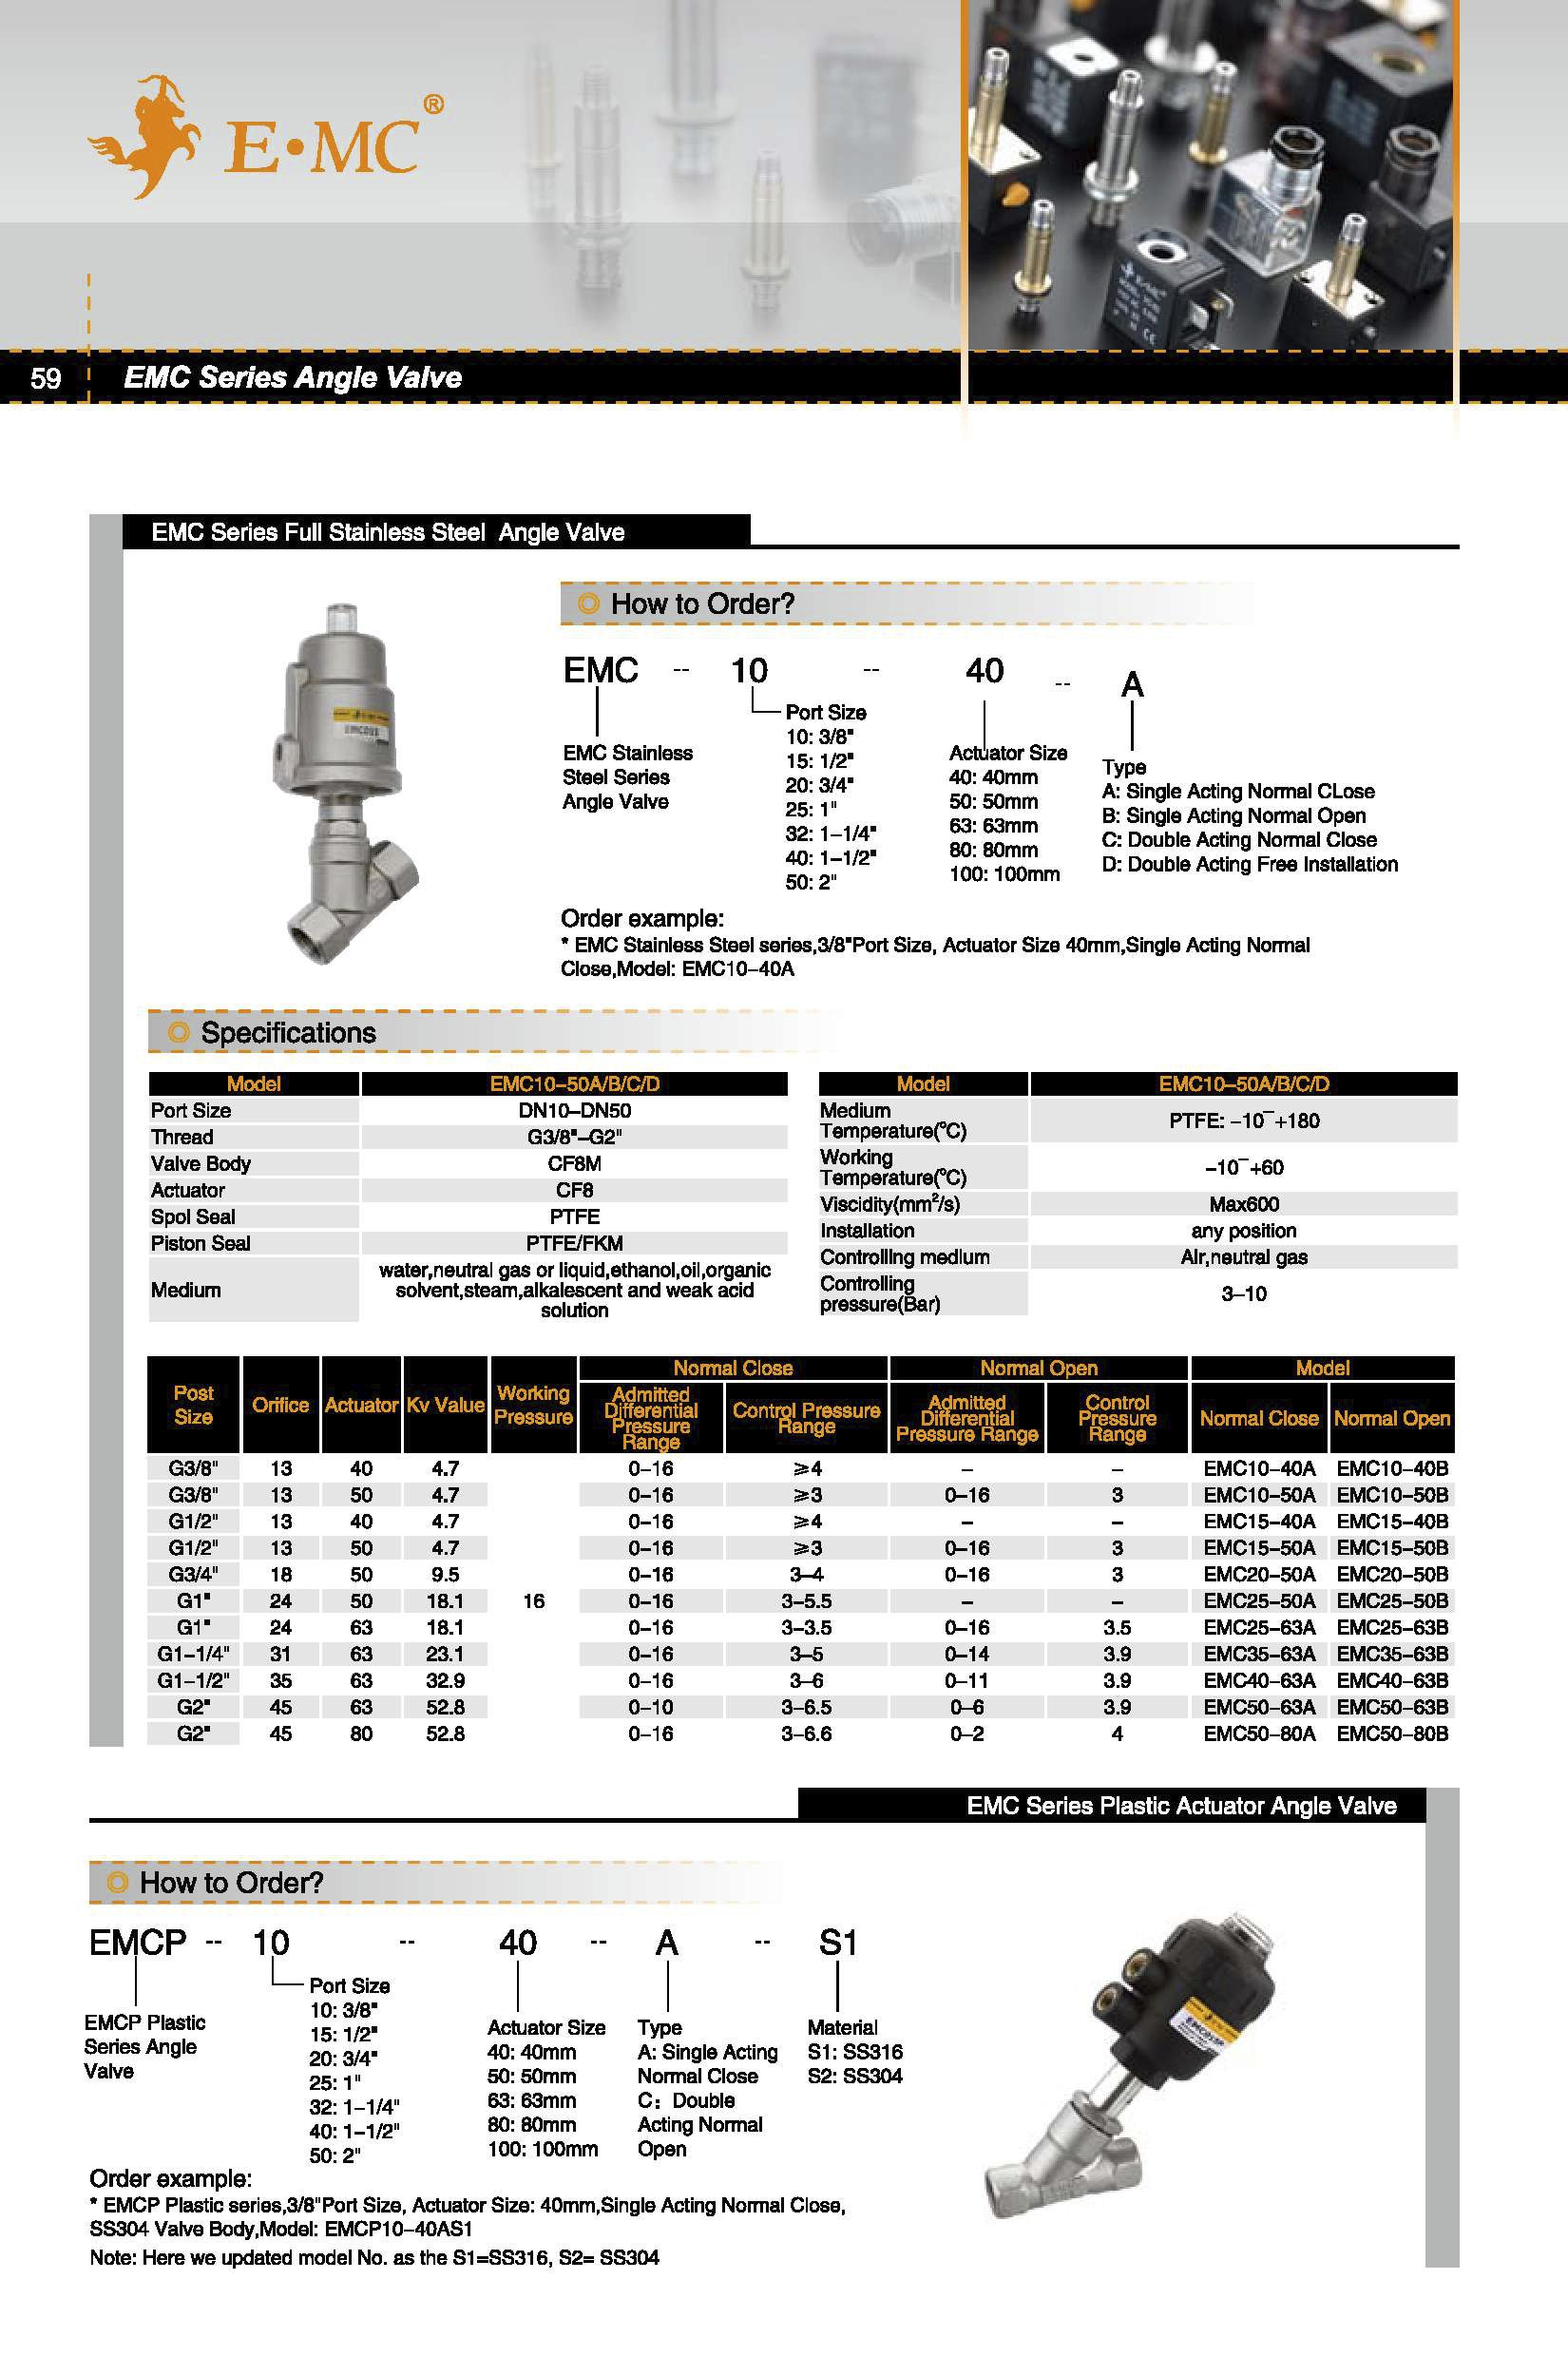 E•MC®
59 EMC Series Angle Valve
EMC Series Full Stainless Steel Angle Valve
How to Order?
EMC -- 10 -- 40 -- A
EMC Stainless
Steel Series
Angle Valve
Port Size
10: 3/8"
15: 1/2"
20: 3/4"
25: 1"
32: 1-1/4"
40: 1-1/2"
50: 2"
Actuator Size
40: 40mm
50: 50mm
63: 63mm
80: 80mm
100: 100mm
Type
A: Single Acting Normal CLose
B: Single Acting Normal Open
C: Double Acting Normal Close
D: Double Acting Free Installation
Order example:
* EMC Stainless Steel series,3/8"Port Size, Actuator Size 40mm,Single Acting Normal
Close,Model: EMC10-40A
Specifications
Model EMC10-50A/B/C/D
Port Size DN10-DN50
Thread G3/8"-G2"
Valve Body CF8M
Actuator CF8
Spol Seal PTFE
Piston Seal PTFE/FKM
Medium water,neutral gas or liquid,ethanol,oil,organic
solvent,steam,alkalescent and weak acid
solution
Model EMC10-50A/B/C/D
Medium
Temperature(°C) PTFE: -10¯+180
Working
Temperature(°C) -10¯+60
Viscidity(mm²/s) Max600
Installation any position
Controlling medium Air,neutral gas
Controlling
pressure(Bar) 3-10
Post Size Orifice Actuator Kv Value Working Pressure Normal Close Normal Open Model
Admitted Differential Pressure Range Control Pressure Range Admitted Differential Pressure Range Control Pressure Range Normal Close Normal Open
G3/8" 13 40 4.7 0-16 ⩾4 - - EMC10-40A EMC10-40B
G3/8" 13 50 4.7 0-16 ⩾3 0-16 3 EMC10-50A EMC10-50B
G1/2" 13 40 4.7 0-16 ⩾4 - - EMC15-40A EMC15-40B
G1/2" 13 50 4.7 0-16 ⩾3 0-16 3 EMC15-50A EMC15-50B
G3/4" 18 50 9.5 0-16 3-4 0-16 3 EMC20-50A EMC20-50B
G1" 24 50 18.1 16 0-16 3-5.5 - - EMC25-50A EMC25-50B
G1" 24 63 18.1 0-16 3-3.5 0-16 3.5 EMC25-63A EMC25-63B
G1-1/4" 31 63 23.1 0-16 3-5 0-14 3.9 EMC35-63A EMC35-63B
G1-1/2" 35 63 32.9 0-16 3-6 0-11 3.9 EMC40-63A EMC40-63B
G2" 45 63 52.8 0-10 3-6.5 0-6 3.9 EMC50-63A EMC50-63B
G2" 45 80 52.8 0-16 3-6.6 0-2 4 EMC50-80A EMC50-80B
EMC Series Plastic Actuator Angle Valve
How to Order?
EMCP -- 10 -- 40 -- A -- S1
EMCP Plastic
Series Angle
Valve
Port Size
10: 3/8"
15: 1/2"
20: 3/4"
25: 1"
32: 1-1/4"
40: 1-1/2"
50: 2"
Actuator Size
40: 40mm
50: 50mm
63: 63mm
80: 80mm
100: 100mm
Type
A: Single Acting
Normal Close
C: Double
Acting Normal
Open
Material
S1: SS316
S2: SS304
Order example:
* EMCP Plastic series,3/8"Port Size, Actuator Size: 40mm,Single Acting Normal Close,
SS304 Valve Body,Model: EMCP10-40AS1
Note: Here we updated model No. as the S1=SS316, S2= SS304